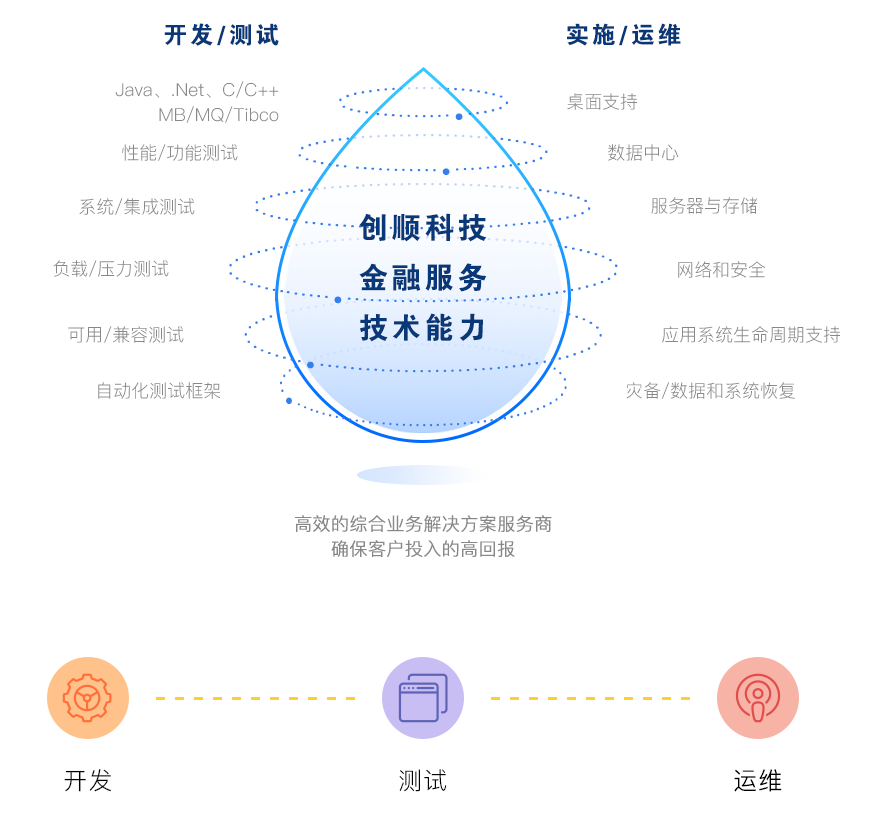 开发/测试
实施/运维
Java、.Net、C/C++
MB/MQ/Tibco
桌面支持
性能/功能测试
数据中心
系统/集成测试
服务器与存储
创顺科技
金融服务
技术能力
负载/压力测试
网络和安全
可用/兼容测试
应用系统生命周期支持
自动化测试框架
灾备/数据和系统恢复
高效的综合业务解决方案服务商
确保客户投入的高回报
开发
测试
运维